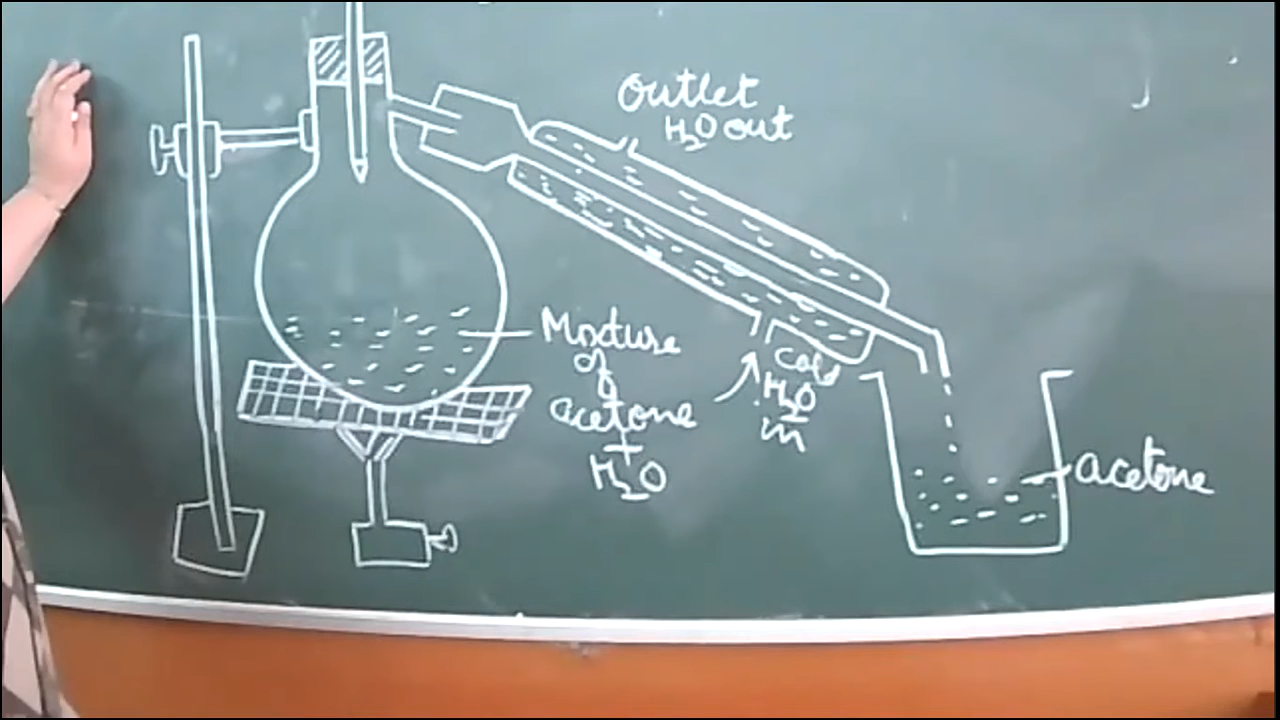 Outlet
H2O out
Mixture
of
acetone
+
H2O
Cold
H2O
in
acetone